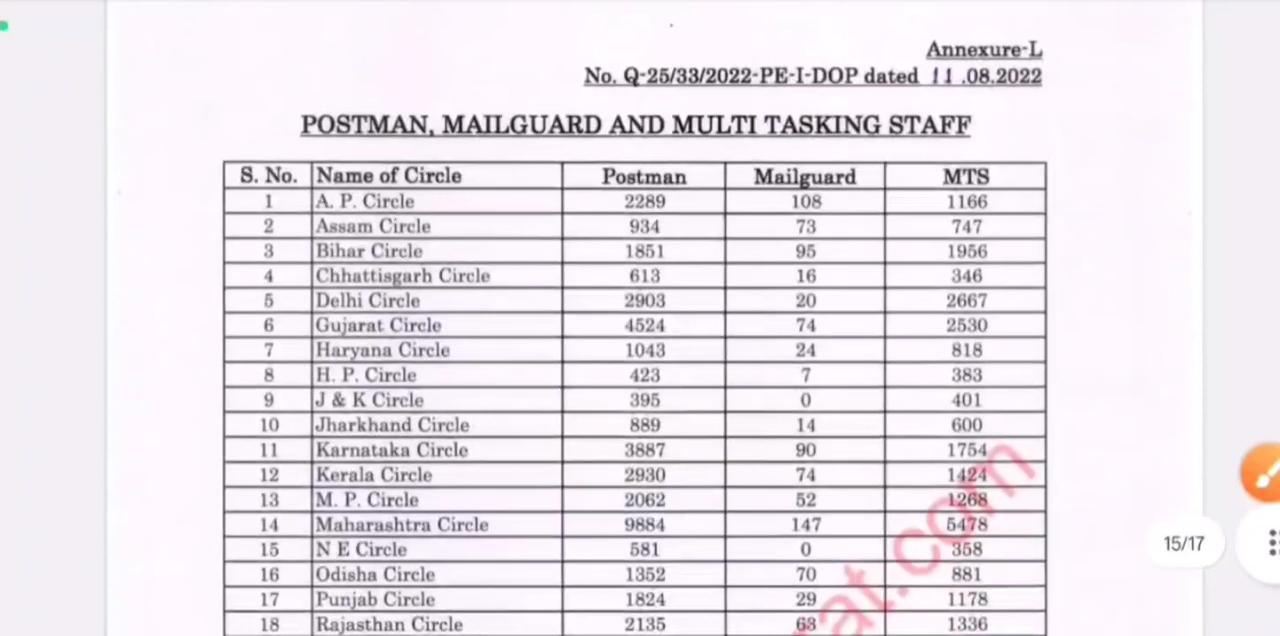 Annexure-L
No. Q-25/33/2022-PE-I-DOP dated 11.08.2022
POSTMAN, MAILGUARD AND MULTI TASKING STAFF
S. No. Name of Circle Postman Mailguard MTS
1 A. P. Circle 2289 108 1166
2 Assam Circle 934 73 747
3 Bihar Circle 1851 95 1956
4 Chhattisgarh Circle 613 16 346
5 Delhi Circle 2903 20 2667
6 Gujarat Circle 4524 74 2530
7 Haryana Circle 1043 24 818
8 H. P. Circle 423 7 383
9 J & K Circle 395 0 401
10 Jharkhand Circle 889 14 600
11 Karnataka Circle 3887 90 1754
12 Kerala Circle 2930 74 1424
13 M. P. Circle 2062 52 1268
14 Maharashtra Circle 9884 147 5478
15 N E Circle 581 0 358
16 Odisha Circle 1352 70 881
17 Punjab Circle 1824 29 1178
18 Rajasthan Circle 2135 63 1336
rat.com
15/17